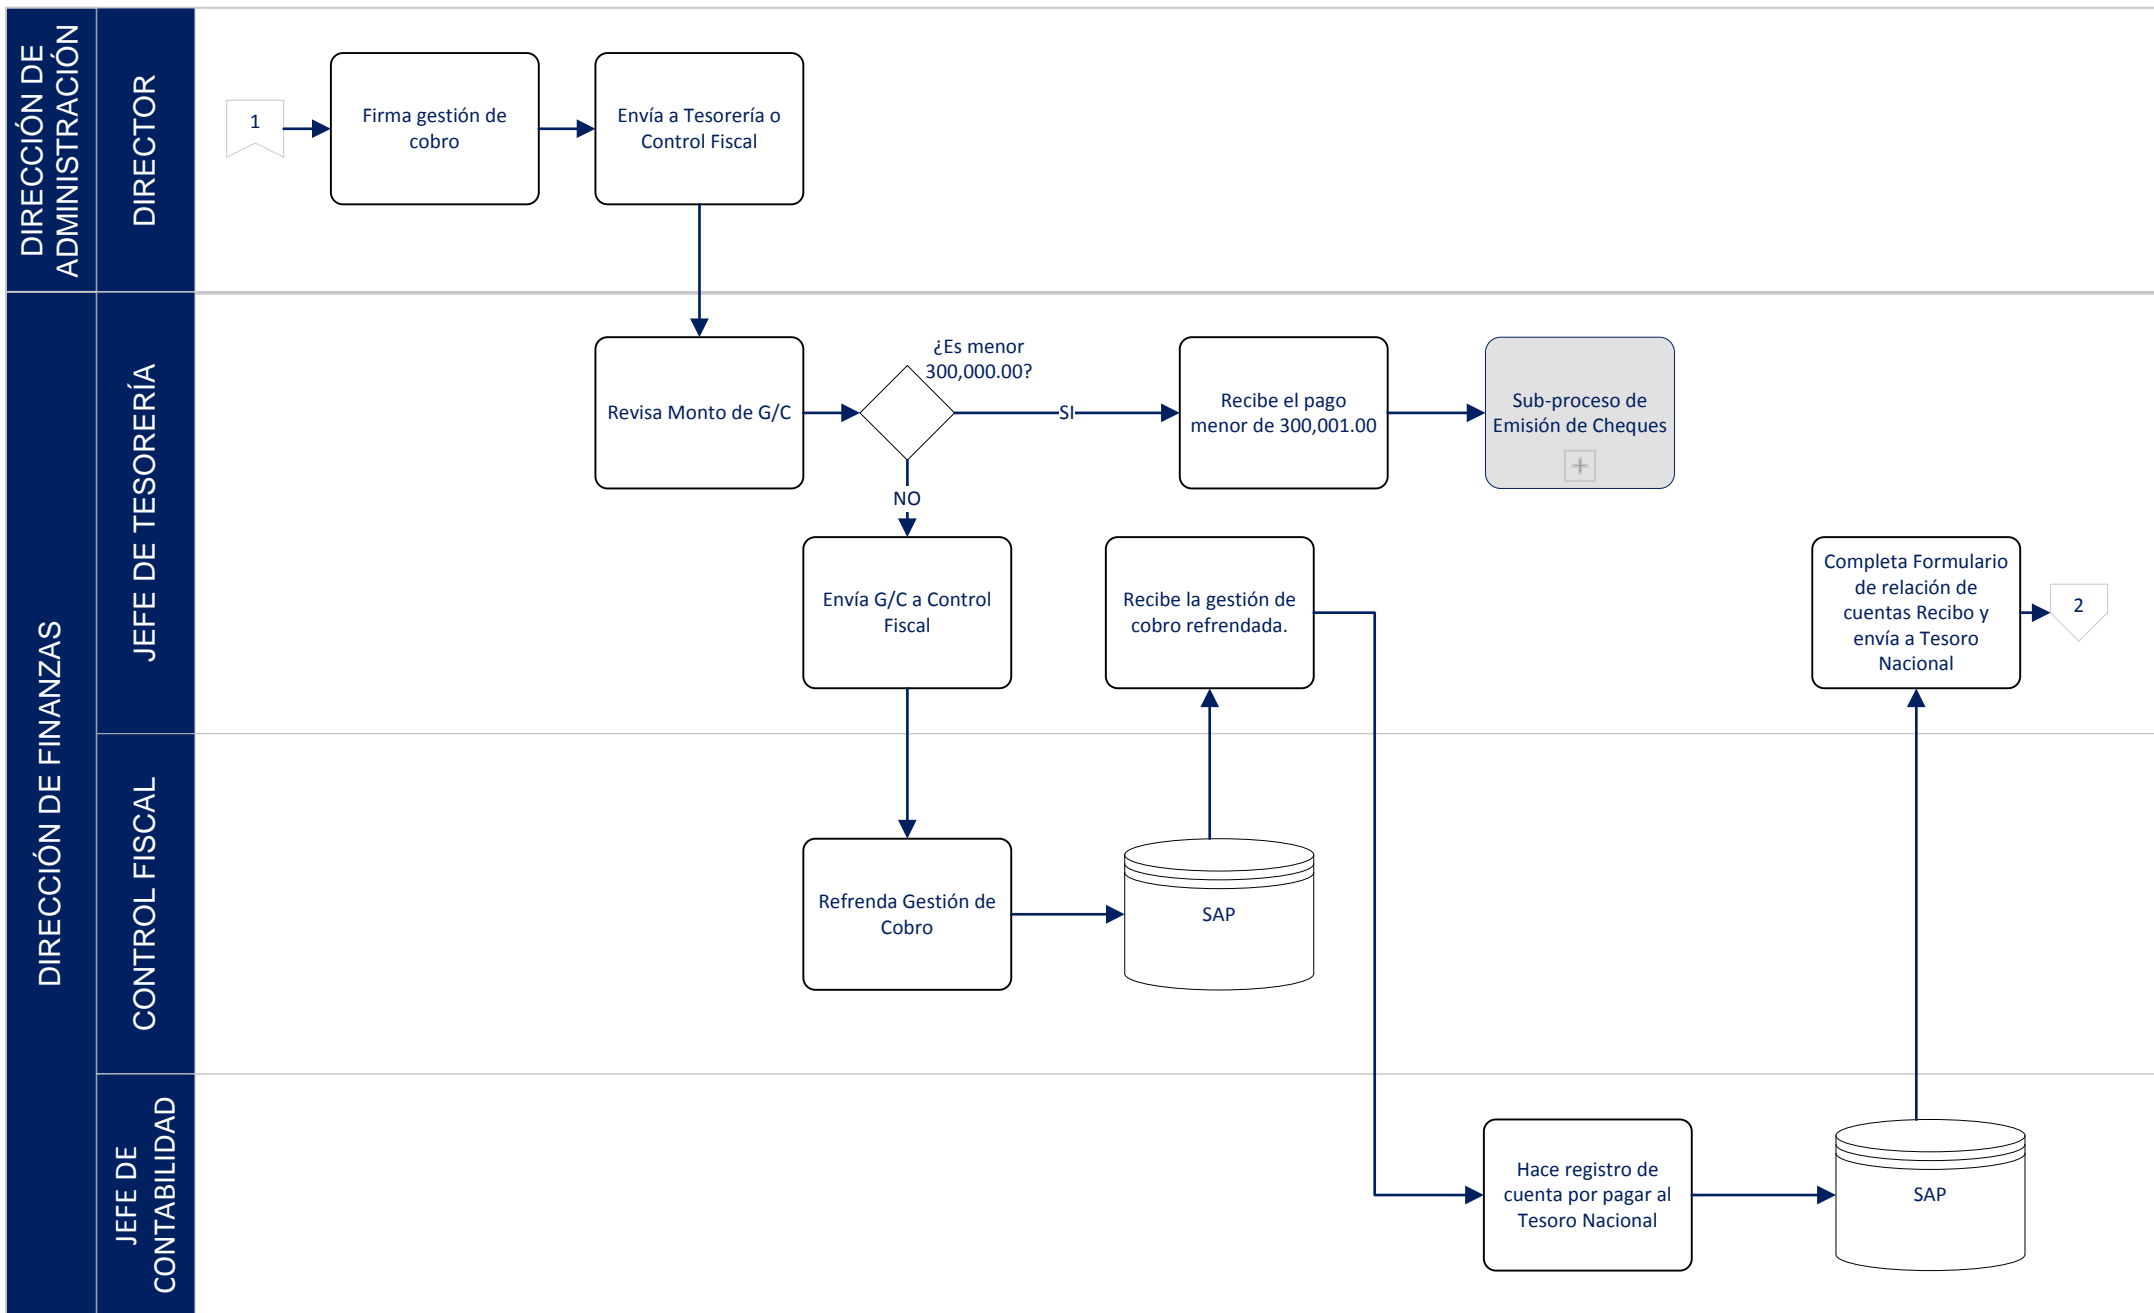 DIRECCIÓN DE
ADMINISTRACIÓN
DIRECTOR
1
Firma gestión de
cobro
Envía a Tesorería o
Control Fiscal
DIRECCIÓN DE FINANZAS
JEFE DE TESORERÍA
Revisa Monto de G/C
¿Es menor
300,000.00?
SI
Recibe el pago
menor de 300,001.00
Sub-proceso de
Emisión de Cheques
NO
Envía G/C a Control
Fiscal
Recibe la gestión de
cobro refrendada.
Completa Formulario
de relación de
cuentas Recibo y
envía a Tesoro
Nacional
2
CONTROL FISCAL
Refrenda Gestión de
Cobro
SAP
JEFE DE
CONTABILIDAD
Hace registro de
cuenta por pagar al
Tesoro Nacional
SAP